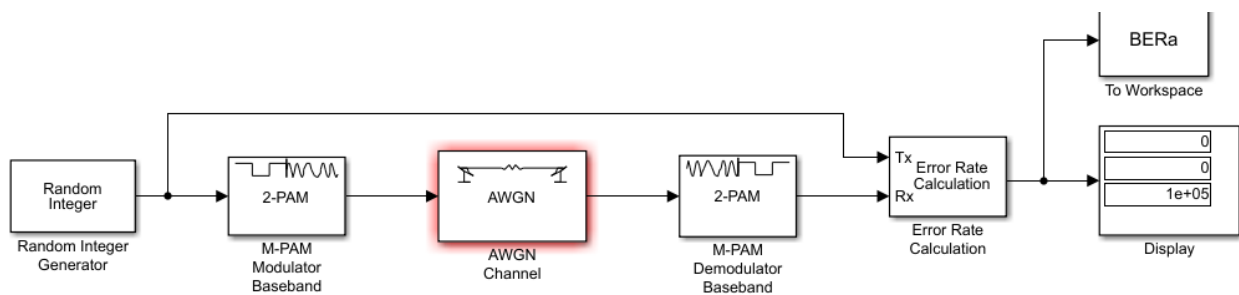 BERa
To Workspace
Random
Integer
Random Integer
Generator
2-PAM
M-PAM
Modulator
Baseband
AWGN
AWGN
Channel
2-PAM
M-PAM
Demodulator
Baseband
Tx
Rx
Error Rate
Calculation
Error Rate
Calculation
0
0
1e+05
Display